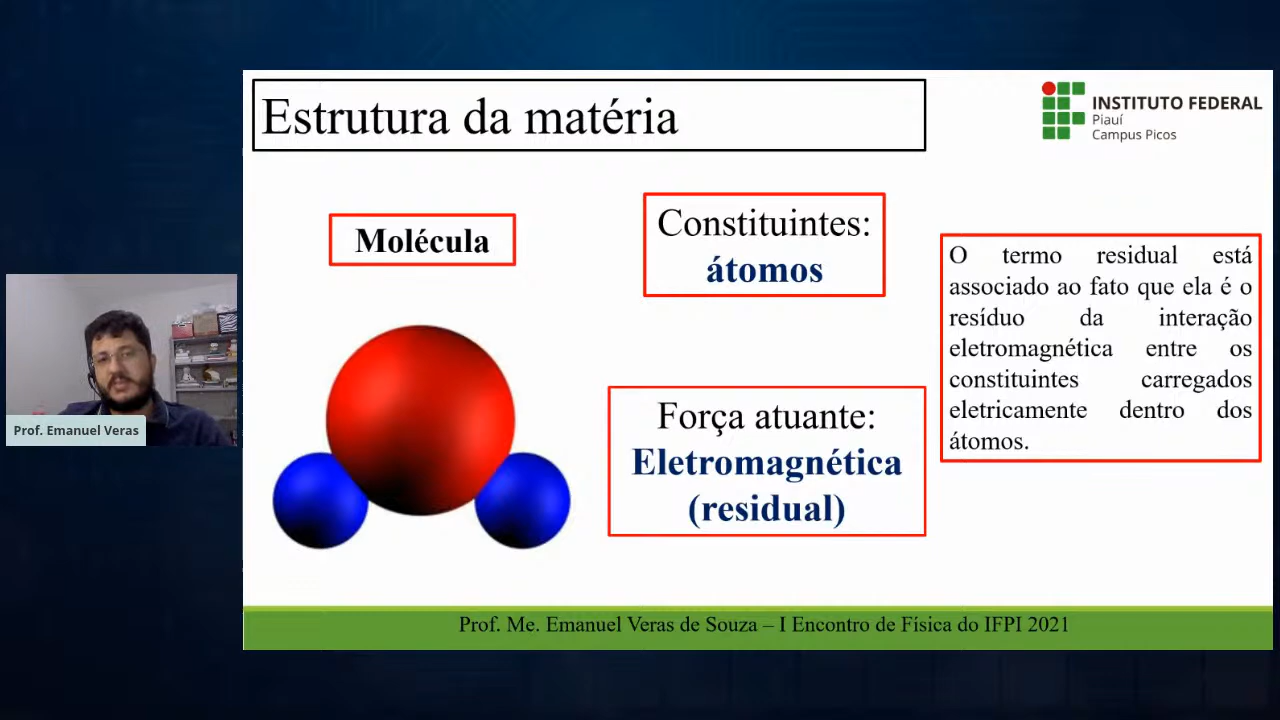 Estrutura da matéria
INSTITUTO FEDERAL
Piauí
Campus Picos
Molécula
Constituintes:
átomos
O termo residual está
associado ao fato que ela é o
resíduo da interação
eletromagnética entre os
constituintes carregados
eletricamente dentro dos
átomos.
Força atuante:
Eletromagnética
(residual)
Prof. Emanuel Veras
Prof. Me. Emanuel Veras de Souza – I Encontro de Física do IFPI 2021